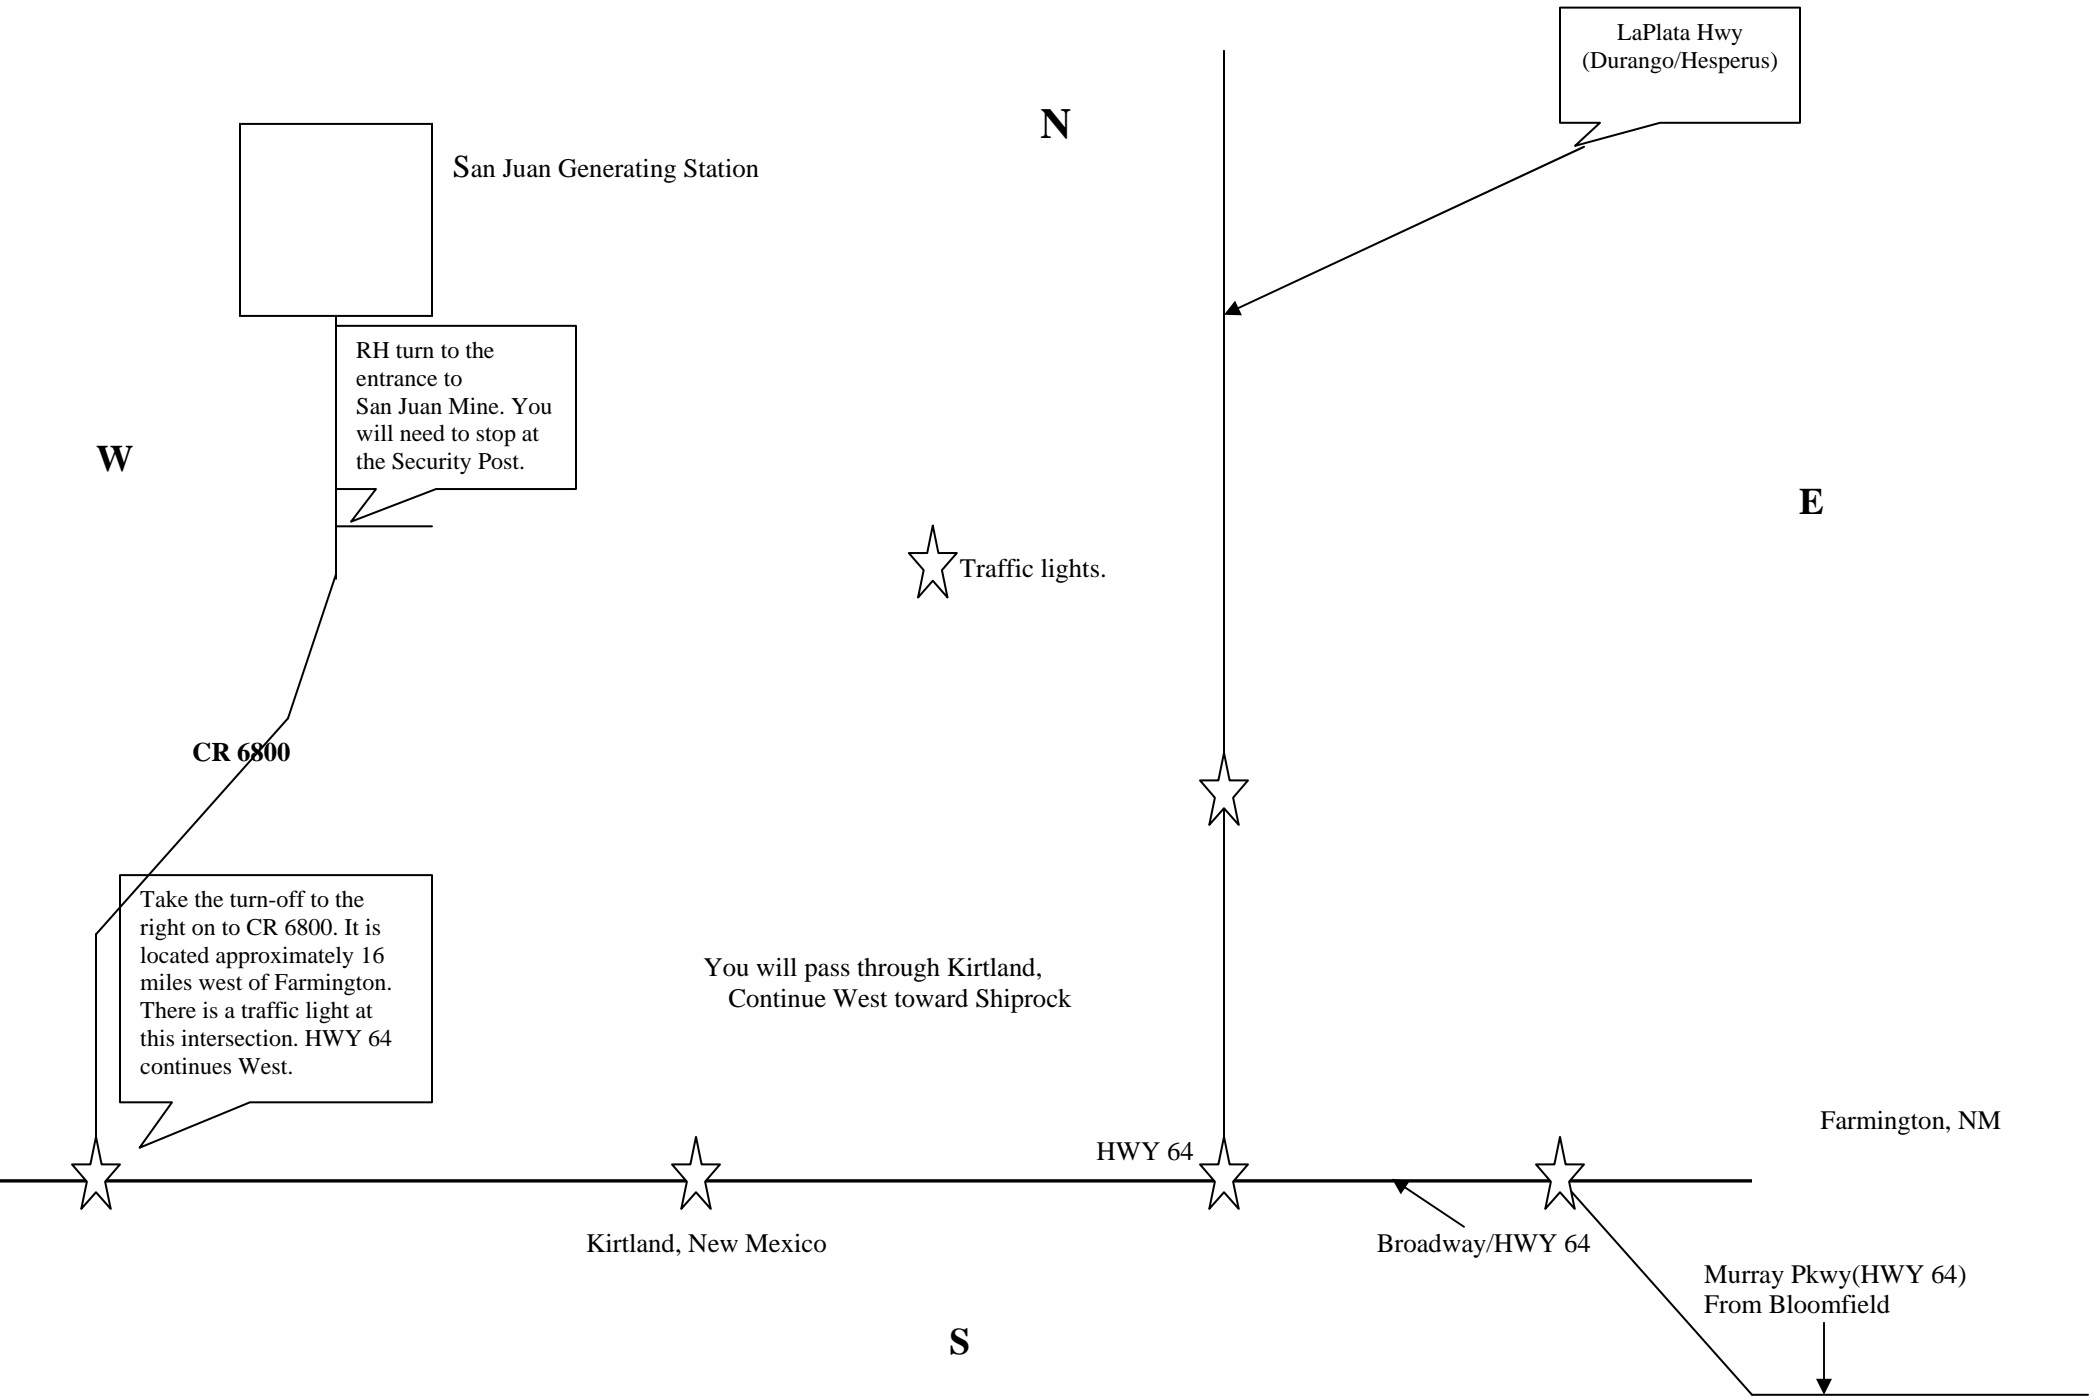 LaPlata Hwy
(Durango/Hesperus)
N
San Juan Generating Station
RH turn to the
entrance to
San Juan Mine. You
will need to stop at
the Security Post.
W
E
Traffic lights.
CR 6800
Take the turn-off to the
right on to CR 6800. It is
located approximately 16
miles west of Farmington.
There is a traffic light at
this intersection. HWY 64
continues West.
You will pass through Kirtland,
Continue West toward Shiprock
Farmington, NM
HWY 64
Kirtland, New Mexico
Broadway/HWY 64
Murray Pkwy(HWY 64)
From Bloomfield
S